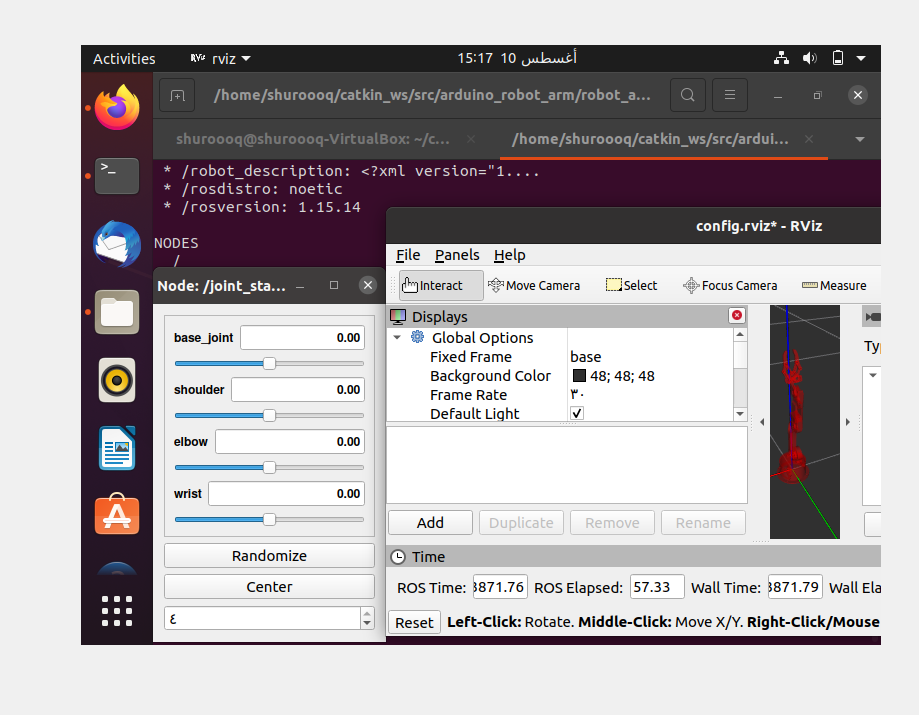 Activities
RViz rviz
15:17 10 أغسطس
/home/shuroooq/catkin_ws/src/arduino_robot_arm/robot_a...
shuroooq@shuroooq-VirtualBox: ~/c...
/home/shuroooq/catkin_ws/src/ardui...
* /robot_description: <?xml version="1....
* /rosdistro: noetic
* /rosversion: 1.15.14
NODES
/
Node: /joint_sta...
base_joint 0.00
shoulder 0.00
elbow 0.00
wrist 0.00
Randomize
Center
٤
config.rviz* - RViz
File Panels Help
Interact Move Camera Select Focus Camera Measure
Displays
Global Options
Fixed Frame base
Background Color 48; 48; 48
Frame Rate ٣٠
Default Light
Add Duplicate Remove Rename
Time
ROS Time: 3871.76 ROS Elapsed: 57.33 Wall Time: 3871.79 Wall Ela
Reset Left-Click: Rotate. Middle-Click: Move X/Y. Right-Click/Mouse